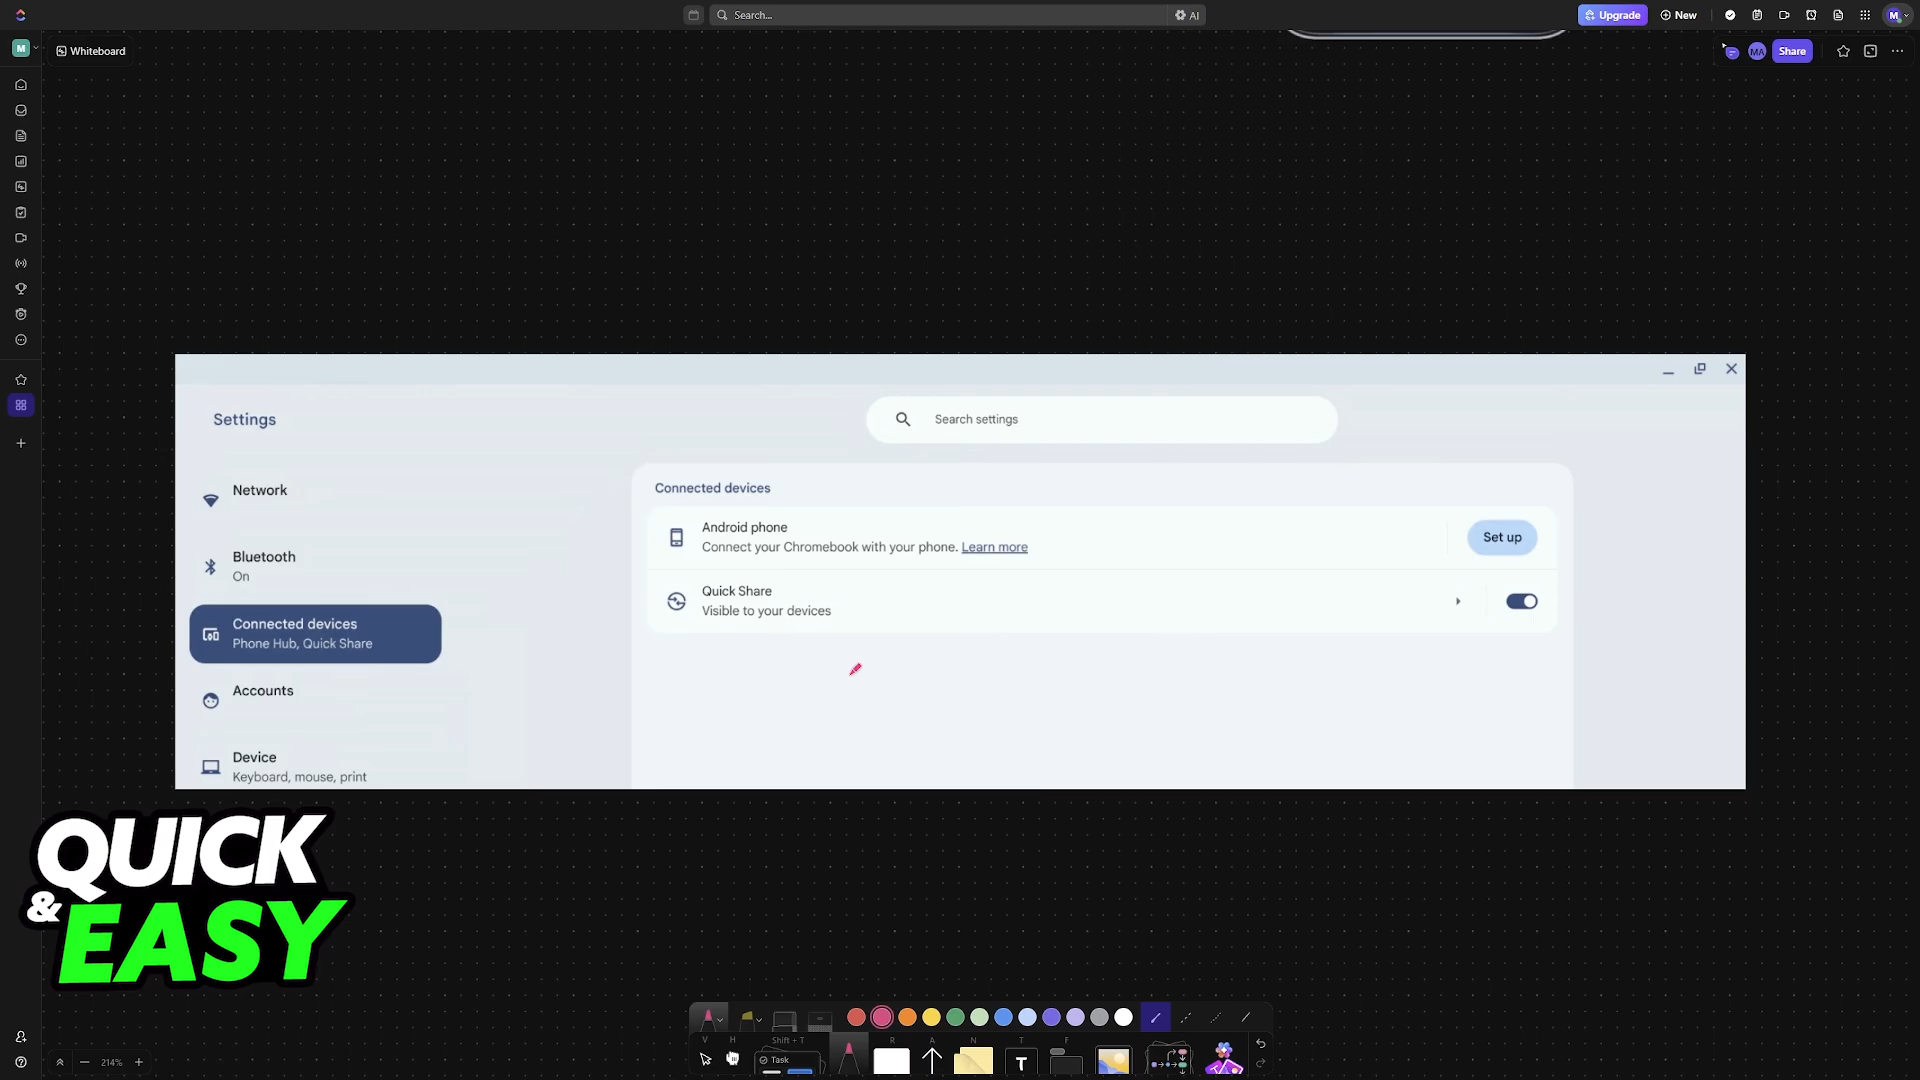 Search...
AI
Upgrade
New
M
M
Whiteboard
MA
Share
Settings
Search settings
Network
Bluetooth
On
Connected devices
Phone Hub, Quick Share
Accounts
Device
Keyboard, mouse, print
Connected devices
Android phone
Connect your Chromebook with your phone. Learn more
Set up
Quick Share
Visible to your devices
QUICK
&EASY
V
H
Shift + T
R
A
N
T
F
Task
T
214%